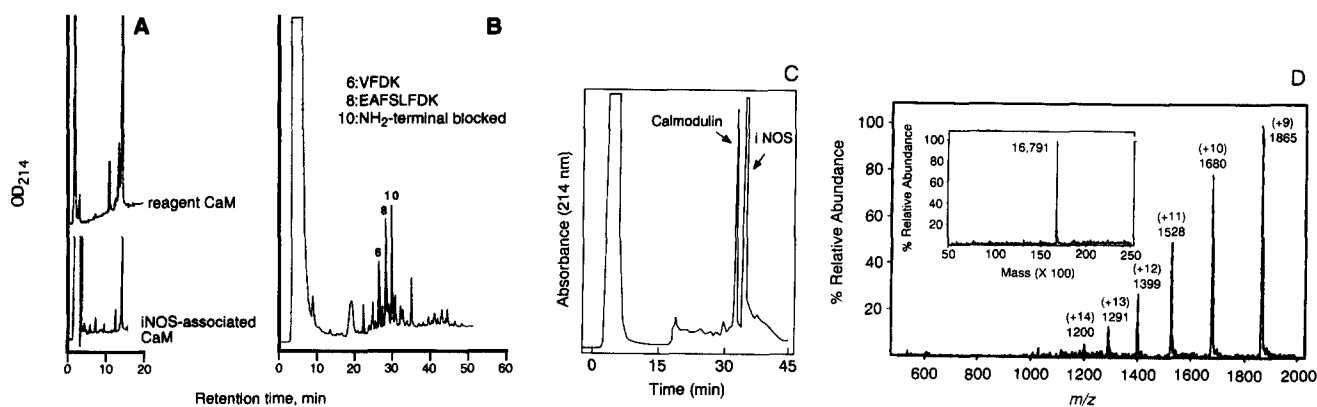 A
OD214
reagent CaM
iNOS-associated
CaM
0 10 20
B
6:VFDK
8:EAFSLFDK
10:NH2-terminal blocked
6
8
10
0 10 20 30 40 50 60
Retention time, min
C
Calmodulin
i NOS
Absorbance (214 nm)
0 15 30 45
Time (min)
D
% Relative Abundance
100
80
60
40
20
600 800 1000 1200 1400 1600 1800 2000
m/z
(+14)
1200
(+13)
1291
(+12)
1399
(+11)
1528
(+10)
1680
(+9)
1865
16,791
% Relative Abundance
100
80
60
40
20
50 100 150 200 250
Mass (X 100)